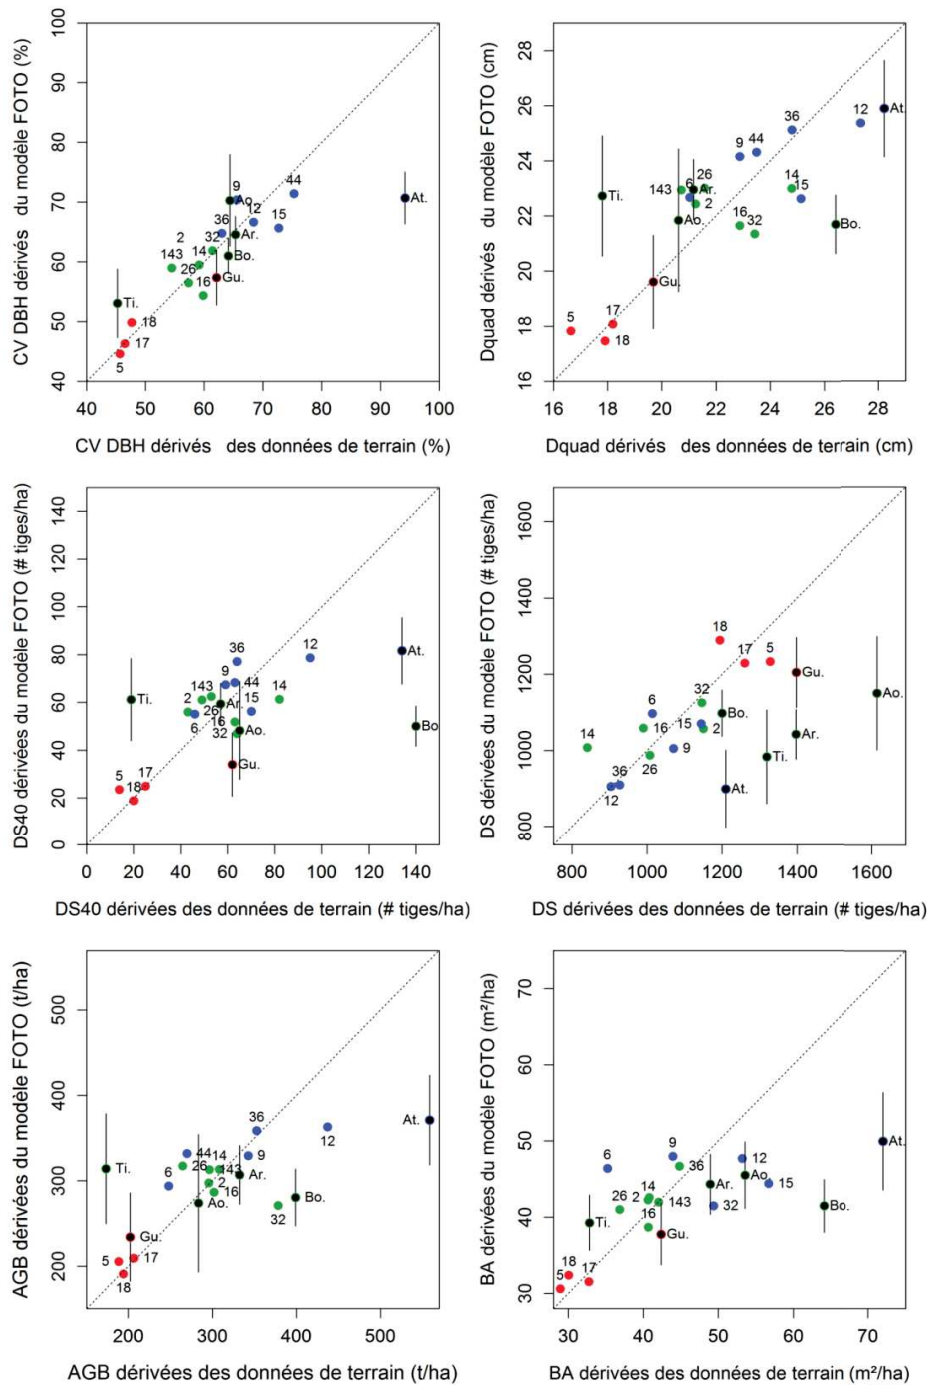 CV DBH dérivés du modèle FOTO (%)
100
90
80
70
60
50
40
9
44
Ao.
At.
12
36
15
2
32
Ar.
143
14
Bo.
26
16
Gu.
Ti.
18
17
5
40 50 60 70 80 90 100
CV DBH dérivés des données de terrain (%)
Dquad dérivés du modèle FOTO (cm)
28
26
24
22
20
18
16
36
12
At.
9
44
26
14
143
6
Ar.
15
Ti.
2
Ao.
16
32
Bo.
Gu.
5
17
18
16 18 20 22 24 26 28
Dquad dérivés des données de terrain (cm)
DS40 dérivées du modèle FOTO (# tiges/ha)
140
120
100
80
60
40
20
0
36
12
At.
9
44
143
14
Ti.
2
Ar.
15
6
26
16
32
Ao.
Bo
Gu.
5
17
18
0 20 40 60 80 100 120 140
DS40 dérivées des données de terrain (# tiges/ha)
DS dérivées du modèle FOTO (# tiges/ha)
1600
1400
1200
1000
800
18
17
5
Gu.
32
Ao.
6
Bo.
14
16
15
2
Ar.
9
26
Ti.
36
12
At.
800 1000 1200 1400 1600
DS dérivées des données de terrain (# tiges/ha)
AGB dérivées du modèle FOTO (t/ha)
500
400
300
200
36
At.
12
44
14
9
Ti.
26
143
Ar.
6
2
16
Bo.
Ao.
32
Gu.
5
17
18
200 300 400 500
AGB dérivées des données de terrain (t/ha)
BA dérivées du modèle FOTO (m²/ha)
70
60
50
40
30
At.
9
12
6
36
Ao.
15
Ar.
14
26
2
143
32
Bo.
Ti.
16
Gu.
18
5
17
30 40 50 60 70
BA dérivées des données de terrain (m²/ha)